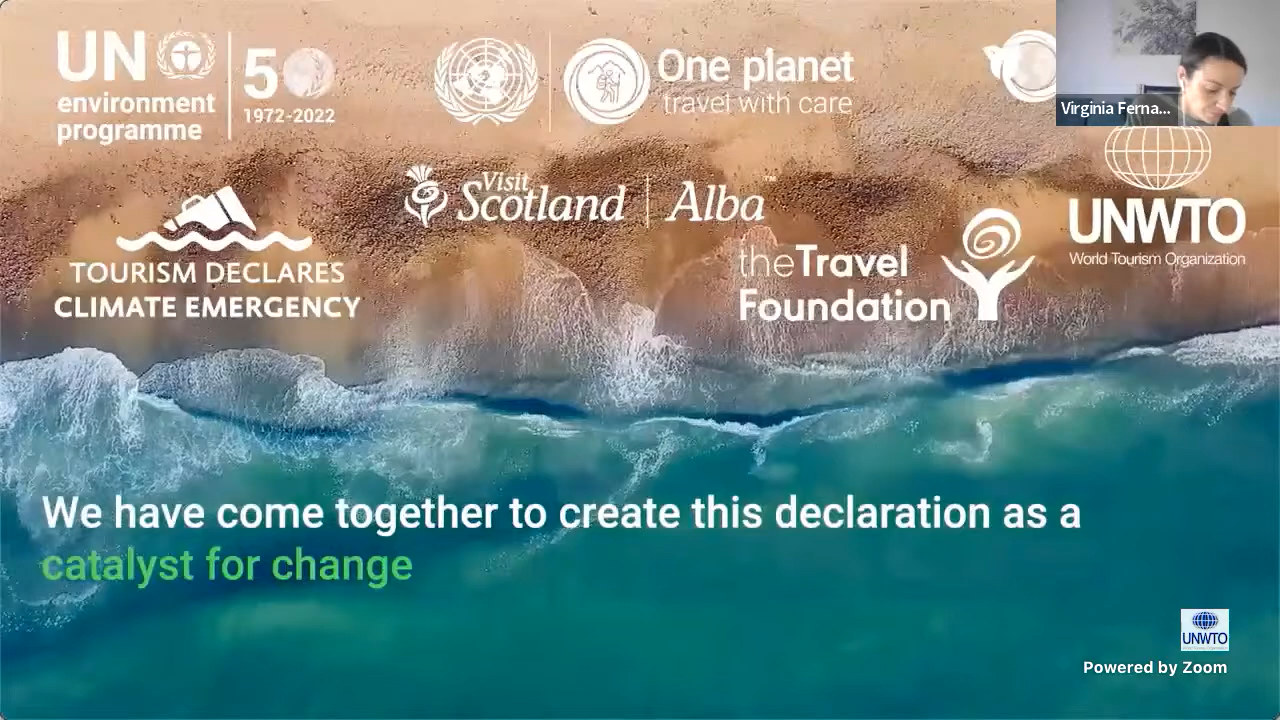 UN
environment
programme
50
1972-2022
One planet
travel with care
Virginia Ferna...
Visit
Scotland | Alba
TOURISM DECLARES
CLIMATE EMERGENCY
theTravel
Foundation
UNWTO
World Tourism Organization
We have come together to create this declaration as a
catalyst for change
UNWTO
Powered by Zoom